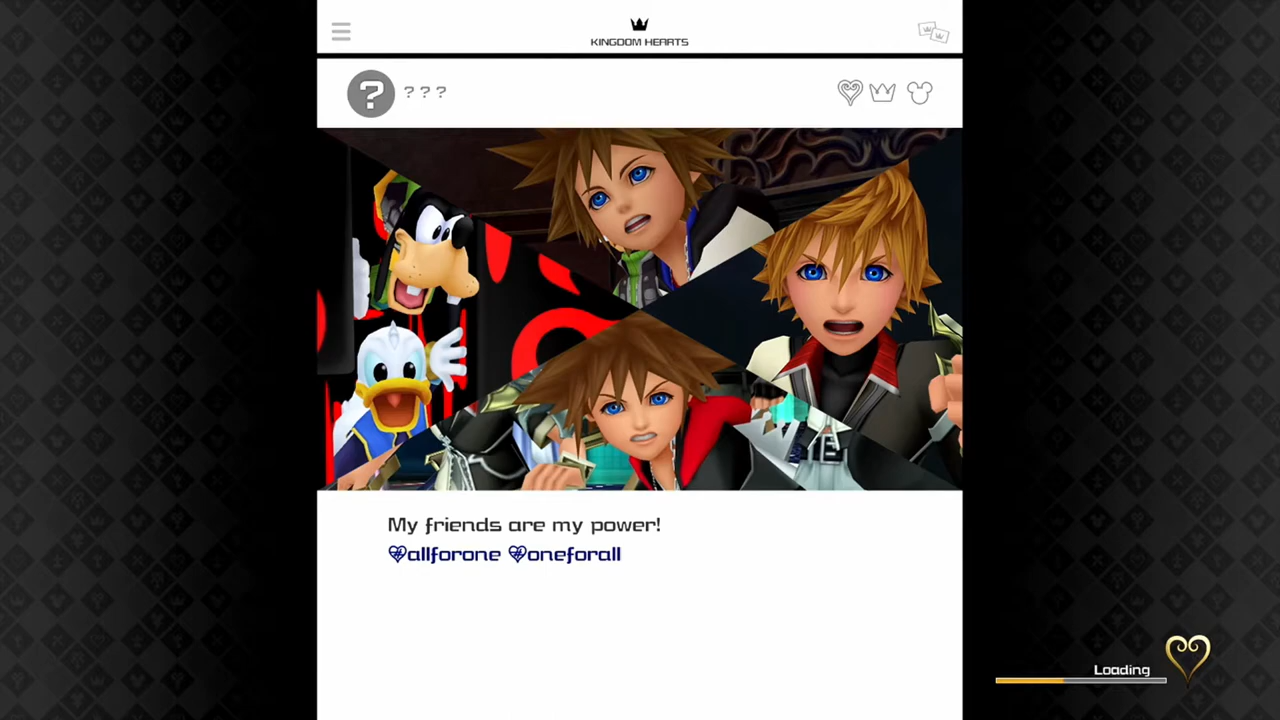 KINGDOM HEARTS
?
? ? ?
My friends are my power!
#allforone #oneforall
Loading